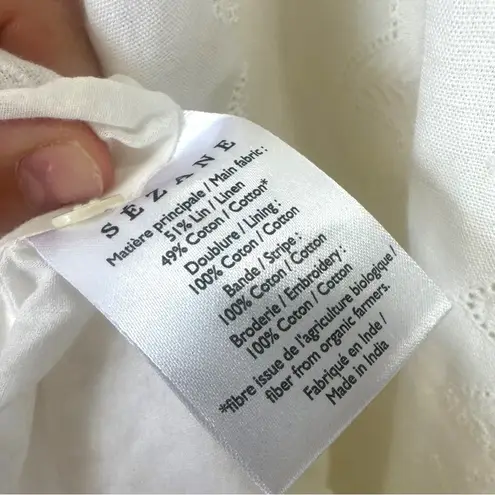 SÉZANE
Matière principale / Main fabric :
51% Lin / Linen
49% Coton / Cotton*
Doublure / Lining :
100% Coton / Cotton
Bande / Stripe :
100% Coton / Cotton
Broderie / Embroidery :
100% Coton / Cotton
*fibre issue de l'agriculture biologique /
fiber from organic farmers.
Fabriqué en Inde /
Made in India